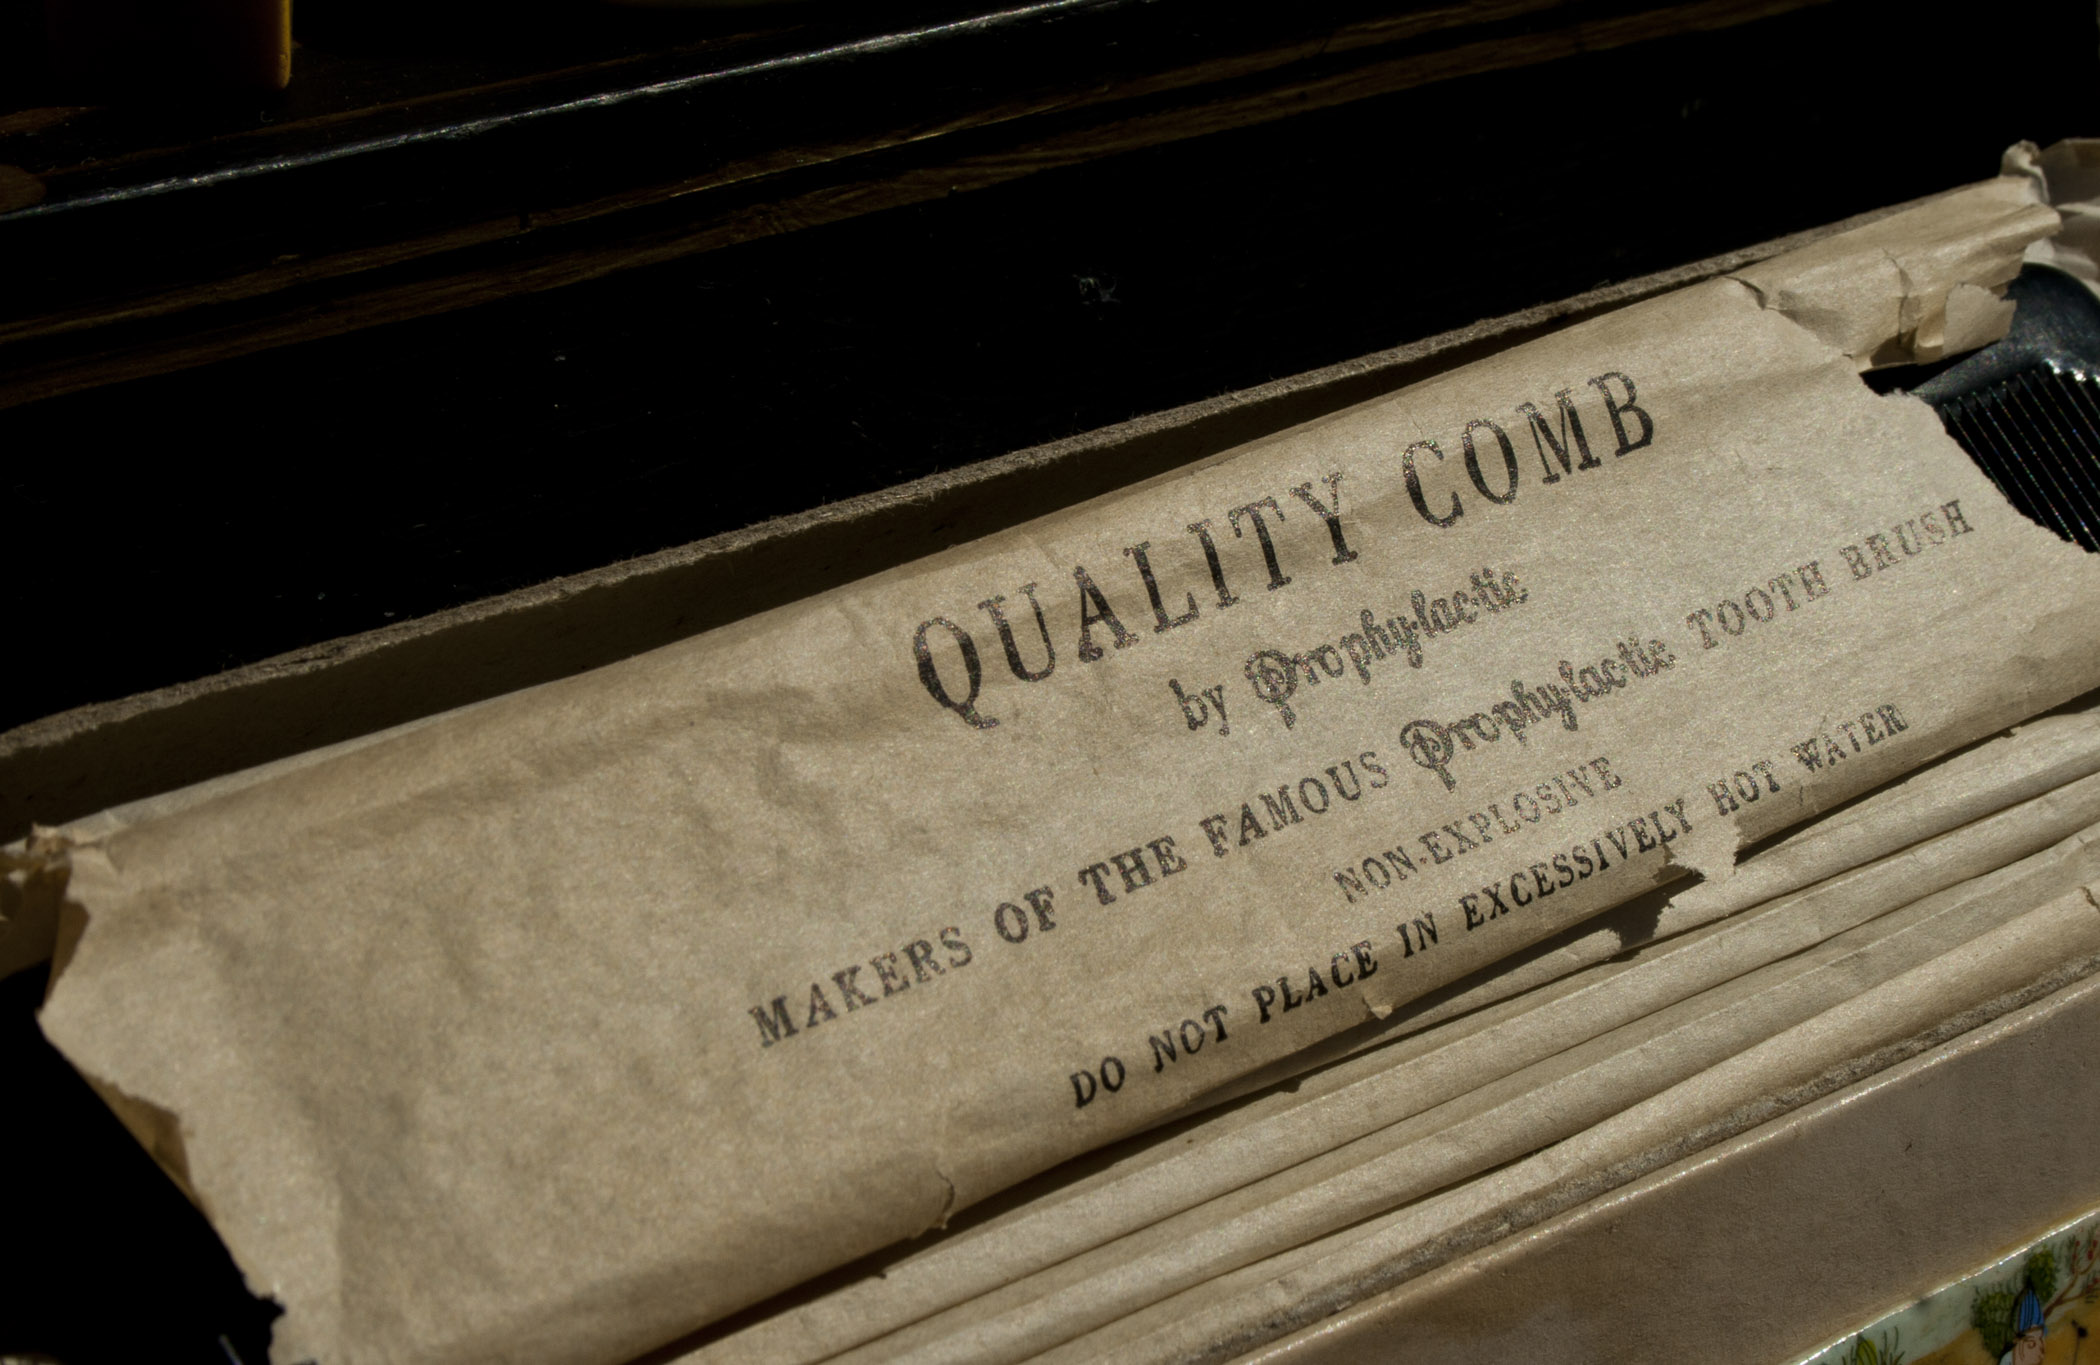 QUALITY COMB
by Prophy-lac-tic
MAKERS OF THE FAMOUS Prophy-lac-tic TOOTH BRUSH
NON-EXPLOSIVE
DO NOT PLACE IN EXCESSIVELY HOT WATER